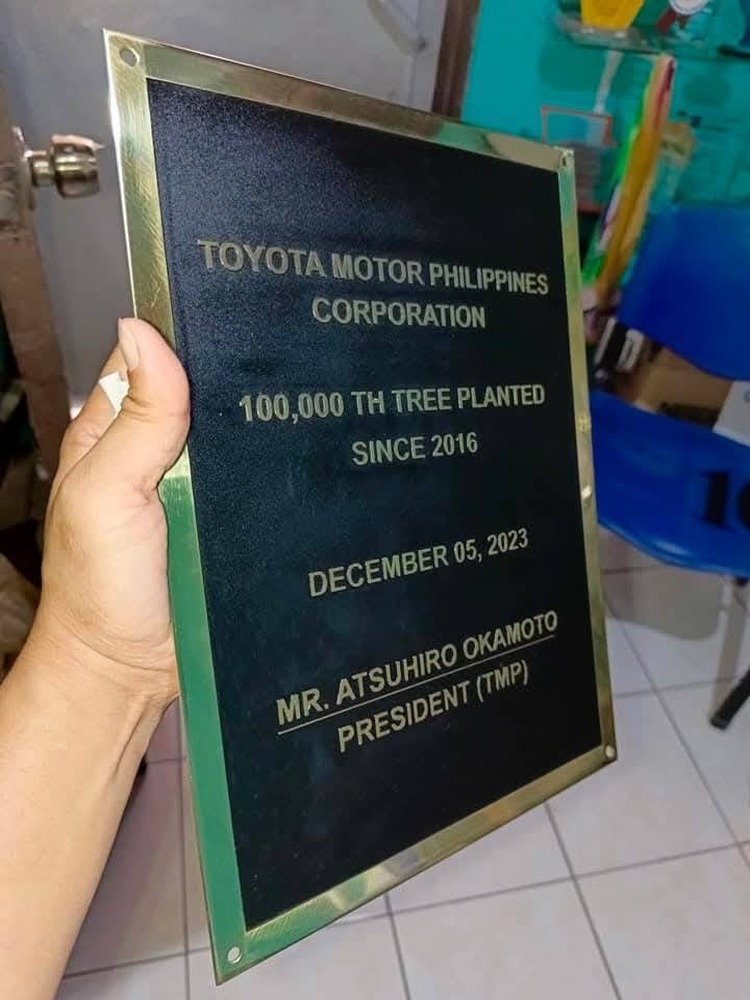 TOYOTA MOTOR PHILIPPINES
CORPORATION
100,000 TH TREE PLANTED
SINCE 2016
DECEMBER 05, 2023
MR. ATSUHIRO OKAMOTO
PRESIDENT (TMP)